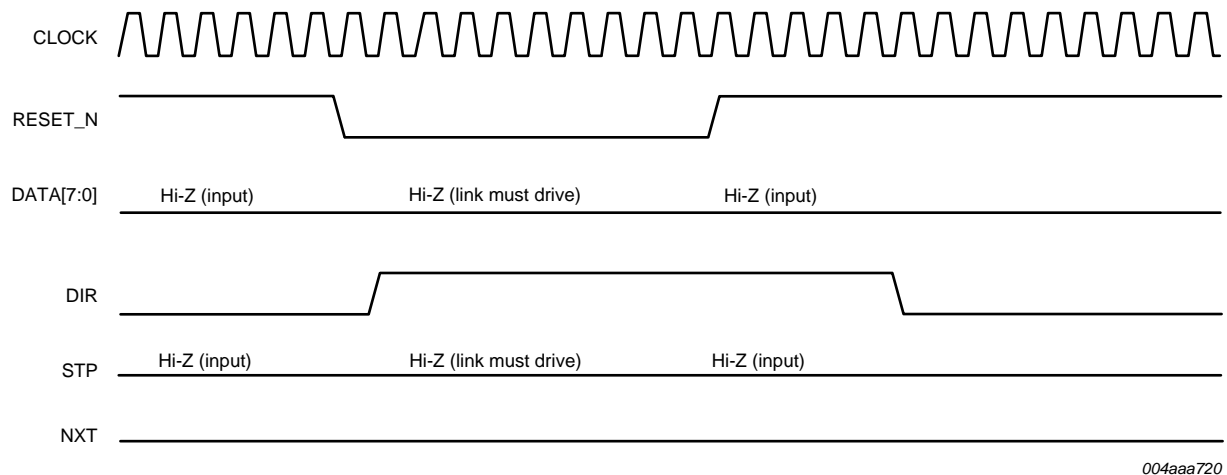 CLOCK
RESET_N
DATA[7:0] Hi-Z (input) Hi-Z (link must drive) Hi-Z (input)
DIR
STP Hi-Z (input) Hi-Z (link must drive) Hi-Z (input)
NXT
004aaa720